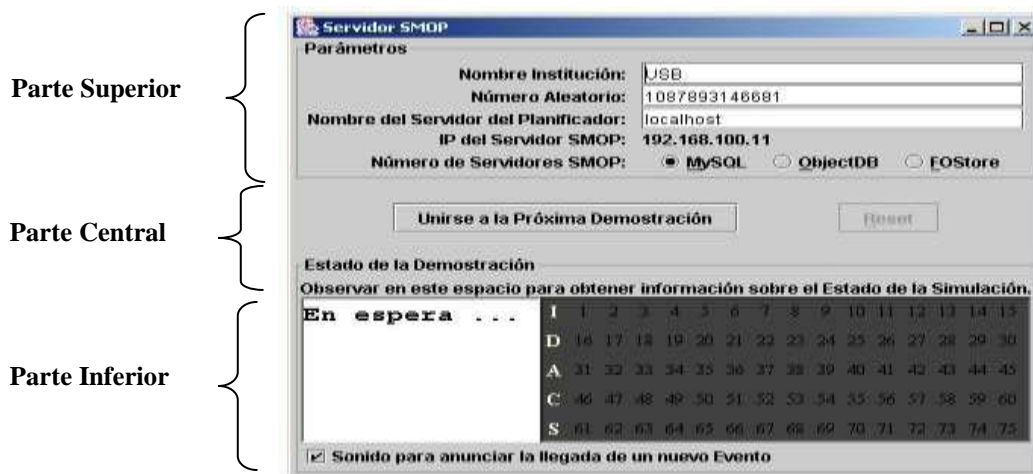 Servidor SMOP
Parámetros
Parte Superior
Nombre Institución: USB
Número Aleatorio: 1087893146681
Nombre del Servidor del Planificador: localhost
IP del Servidor SMOP: 192.168.100.11
Número de Servidores SMOP: MySQL ObjectDB FOStore
Parte Central
Unirse a la Próxima Demostración Reset
Estado de la Demostración
Observar en este espacio para obtener información sobre el Estado de la Simulación.
Parte Inferior
En espera ...
I 1 2 3 4 5 6 7 8 9 10 11 12 13 14 15
D 16 17 18 19 20 21 22 23 24 25 26 27 28 29 30
A 31 32 33 34 35 36 37 38 39 40 41 42 43 44 45
C 46 47 48 49 50 51 52 53 54 55 56 57 58 59 60
S 61 62 63 64 65 66 67 68 69 70 71 72 73 74 75
Sonido para anunciar la llegada de un nuevo Evento